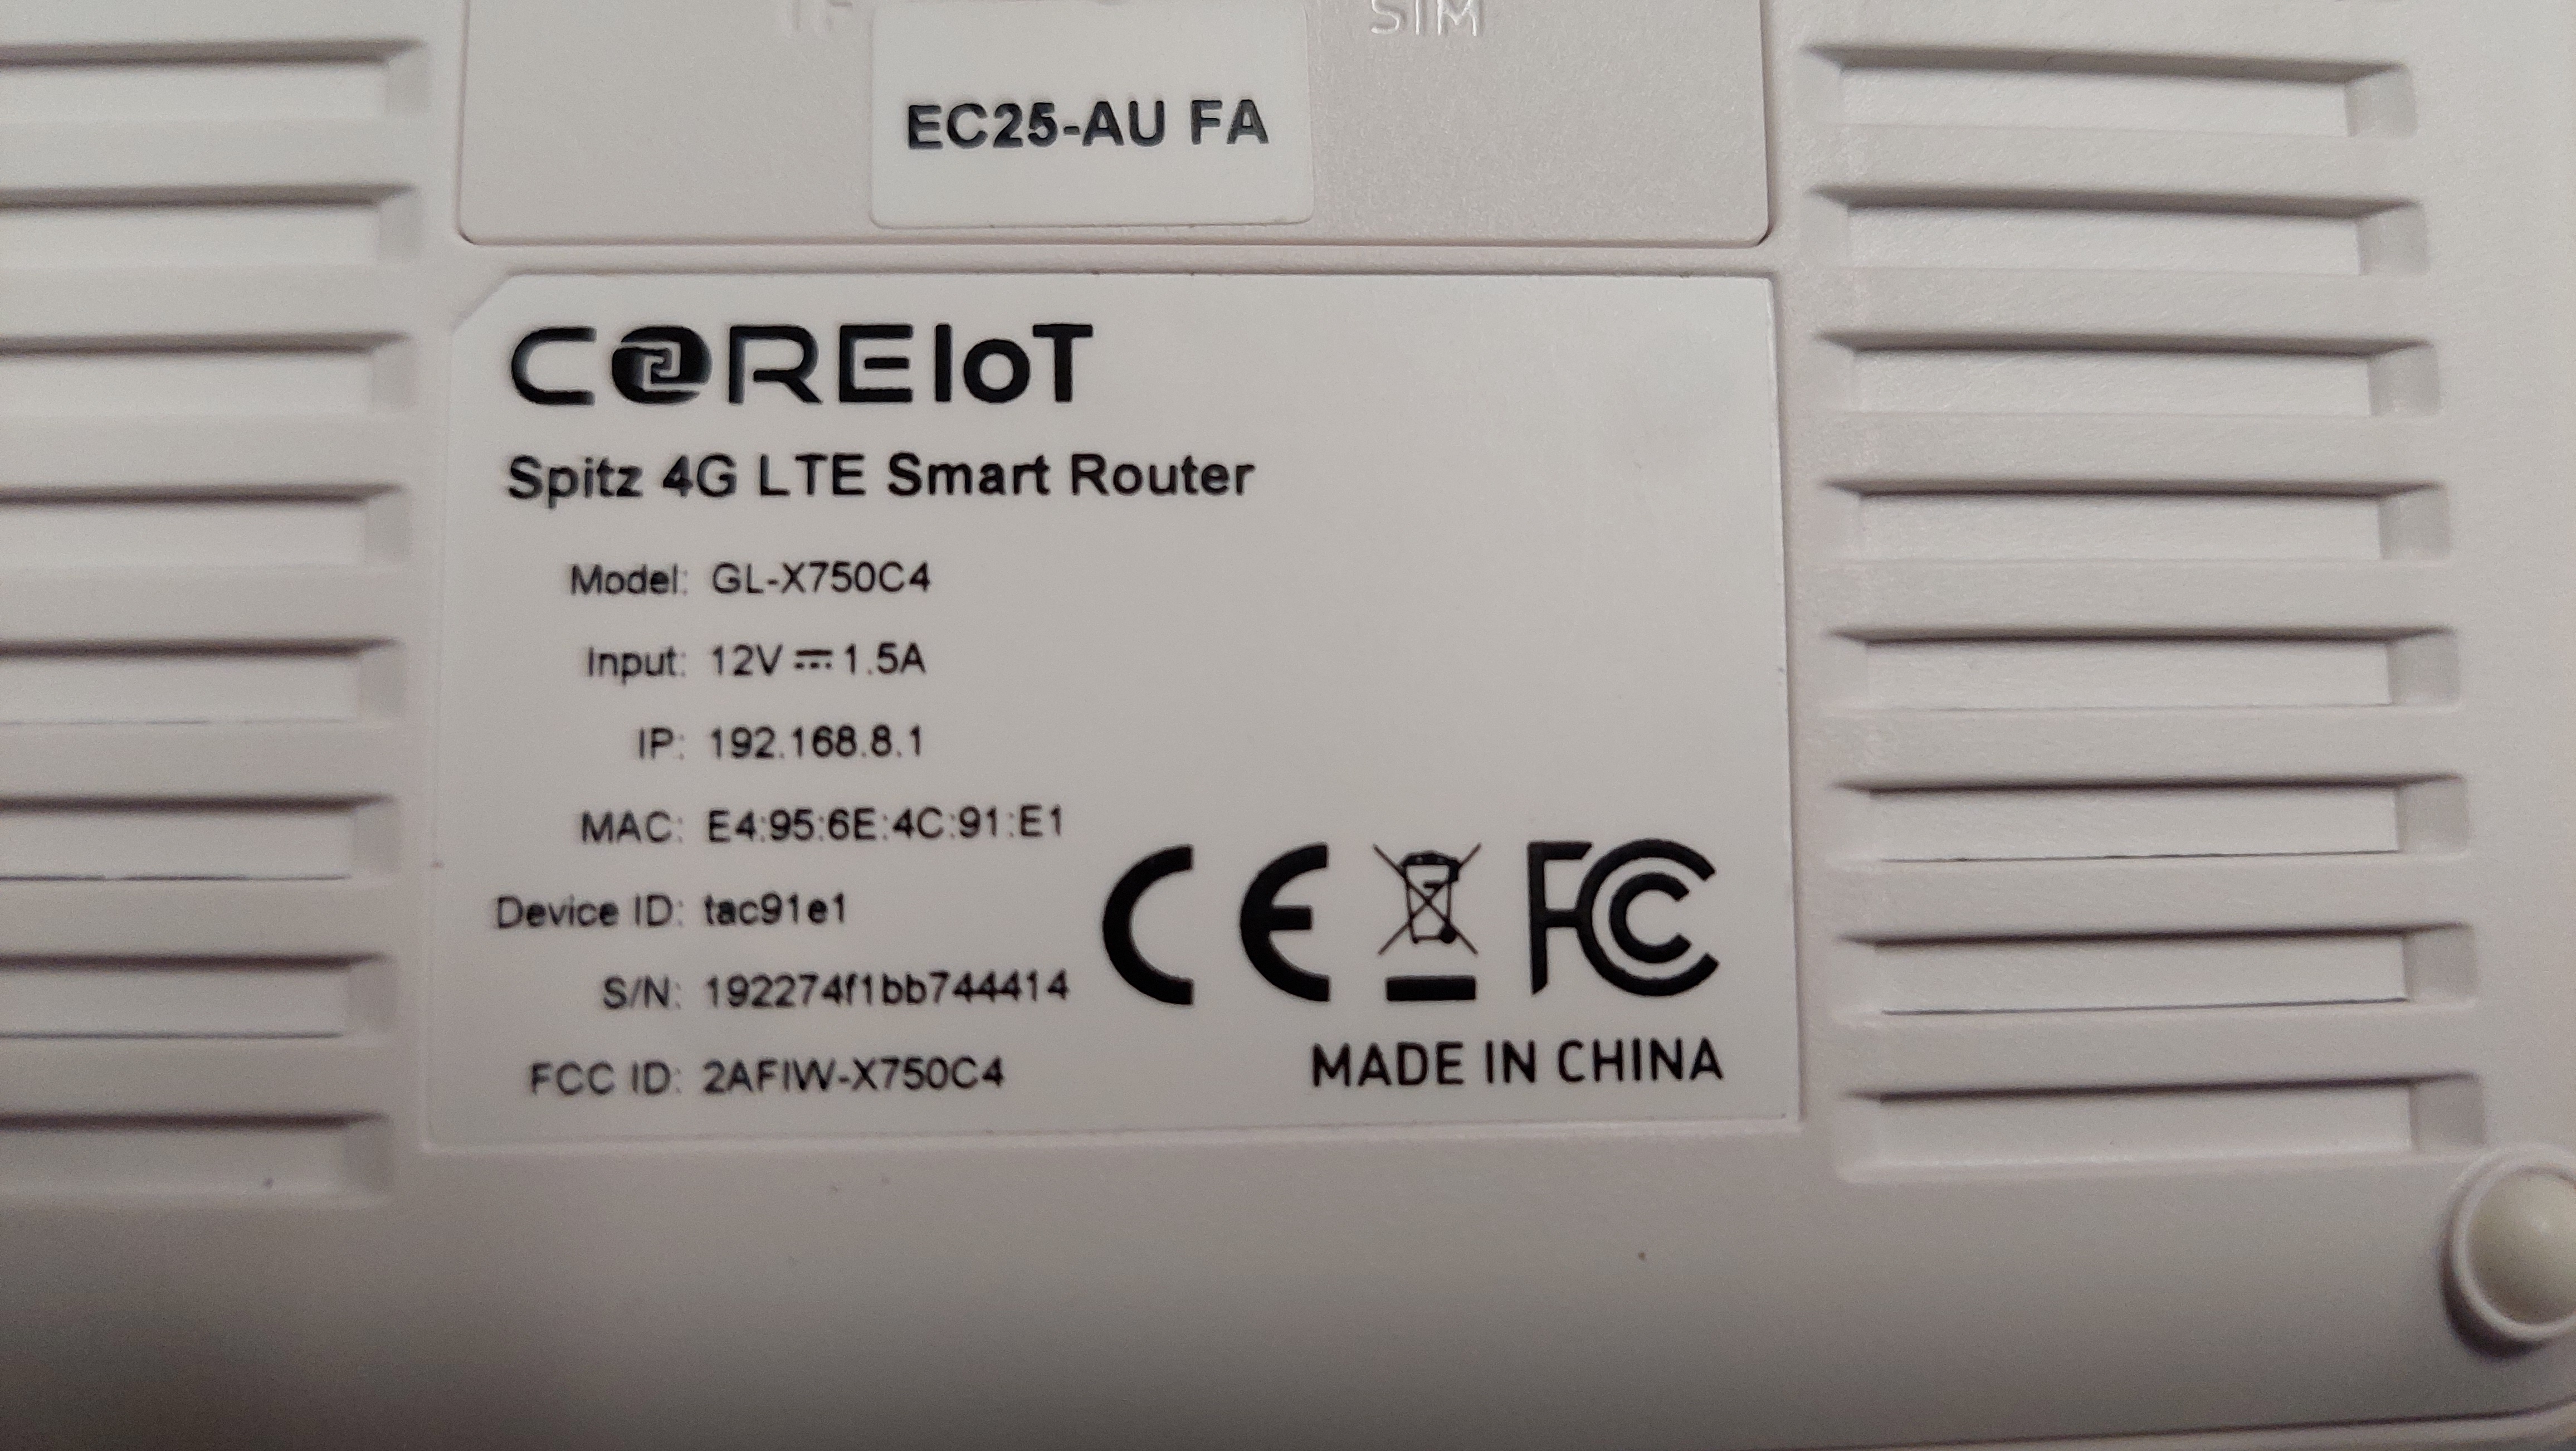 SIM
EC25-AU FA
COREIoT
Spitz 4G LTE Smart Router
Model: GL-X750C4
Input: 12V⎓1.5A
IP: 192.168.8.1
MAC: E4:95:6E:4C:91:E1
Device ID: tac91e1
S/N: 192274f1bb744414
FCC ID: 2AFIW-X750C4
CE FC
MADE IN CHINA